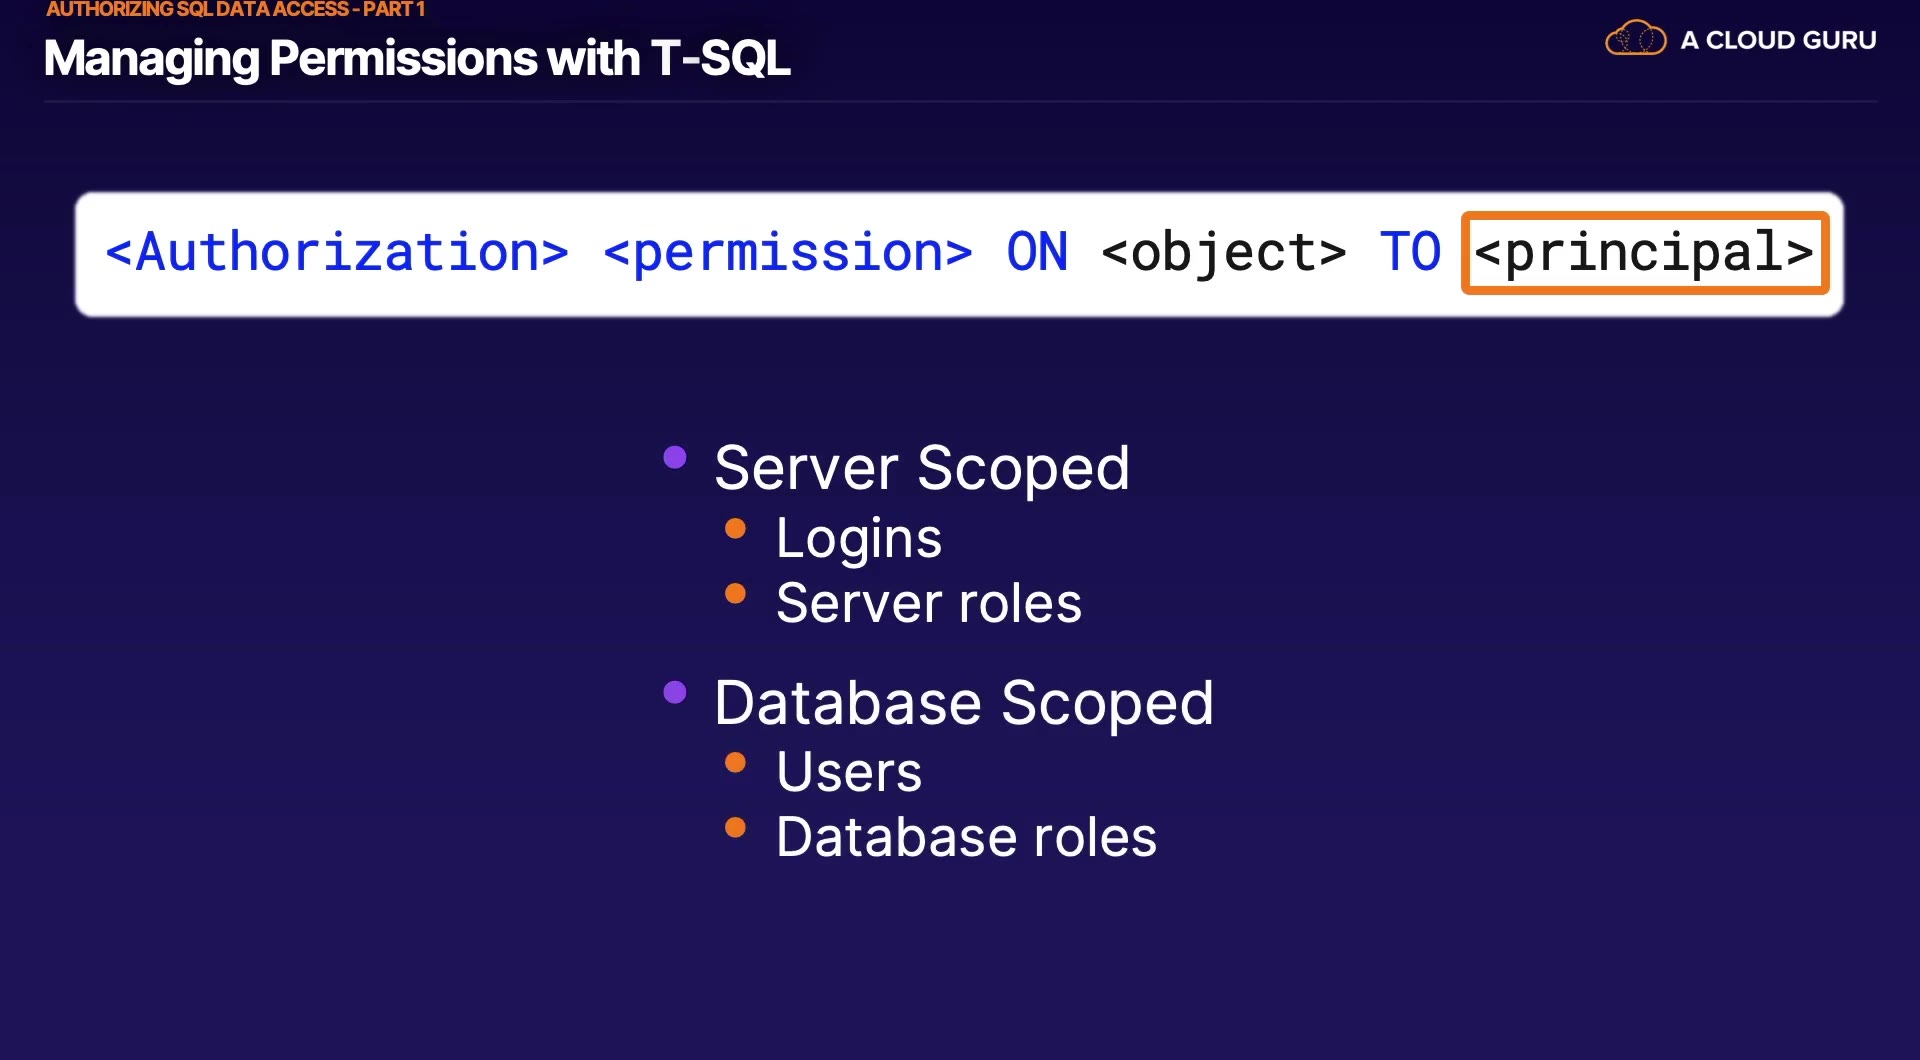 AUTHORIZING SQL DATA ACCESS - PART 1
Managing Permissions with T-SQL
A CLOUD GURU
<Authorization> <permission> ON <object> TO <principal>
Server Scoped
Logins
Server roles
Database Scoped
Users
Database roles